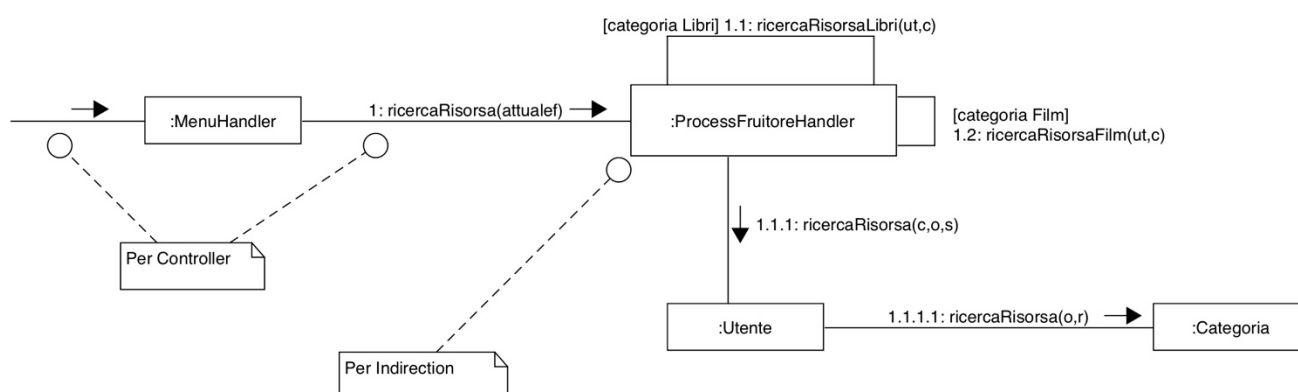 [categoria Libri] 1.1: ricercaRisorsaLibri(ut,c)
:MenuHandler
1: ricercaRisorsa(attualef)
:ProcessFruitoreHandler
[categoria Film]
1.2: ricercaRisorsaFilm(ut,c)
1.1.1: ricercaRisorsa(c,o,s)
Per Controller
:Utente
1.1.1.1: ricercaRisorsa(o,r)
:Categoria
Per Indirection